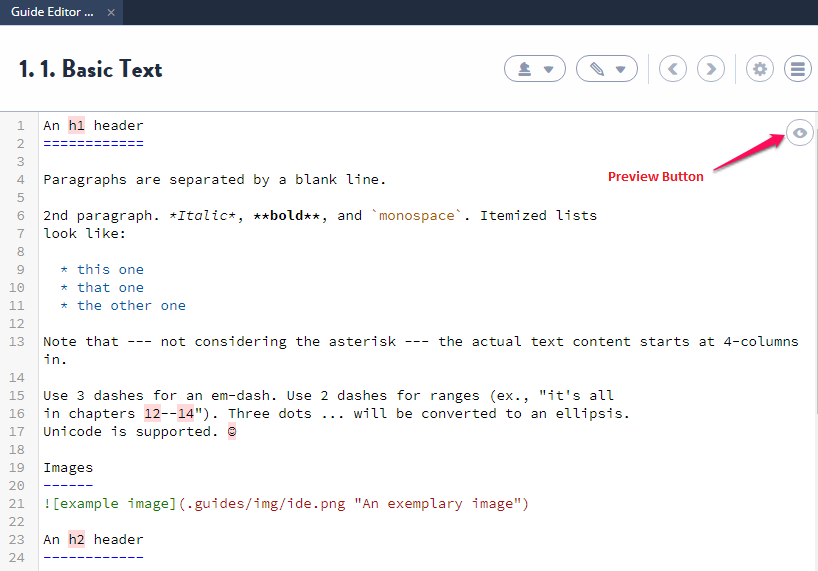 Guide Editor ... ×
1. 1. Basic Text
Preview Button
1 An h1 header
2 ============
3
4 Paragraphs are separated by a blank line.
5
6 2nd paragraph. *Italic*, **bold**, and `monospace`. Itemized lists
7 look like:
8
9   * this one
10   * that one
11   * the other one
12
13 Note that --- not considering the asterisk --- the actual text content starts at 4-columns
in.
14
15 Use 3 dashes for an em-dash. Use 2 dashes for ranges (ex., "it's all
16 in chapters 12--14"). Three dots ... will be converted to an ellipsis.
17 Unicode is supported. ☺
18
19 Images
20 ------
21 ![example image](.guides/img/ide.png "An exemplary image")
22
23 An h2 header
24 ------------